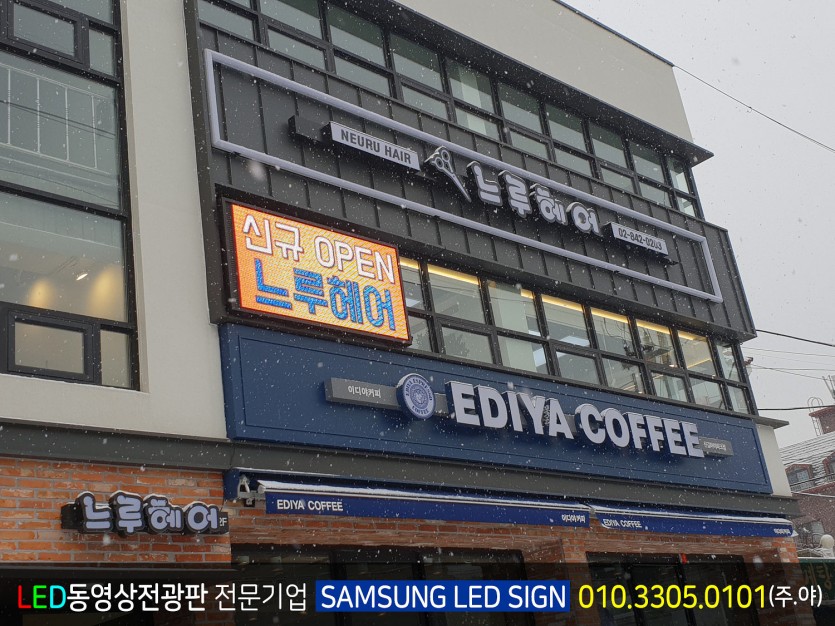 NEURU HAIR
느루헤어
02-842-0203
신규 OPEN
느루헤어
이디야커피
EDIYA COFFEE
느루헤어 2F
EDIYA COFFEE
이디야커피
EDIYA COFFEE
LED동영상전광판 전문기업 SAMSUNG LED SIGN 010.3305.0101(주.야)